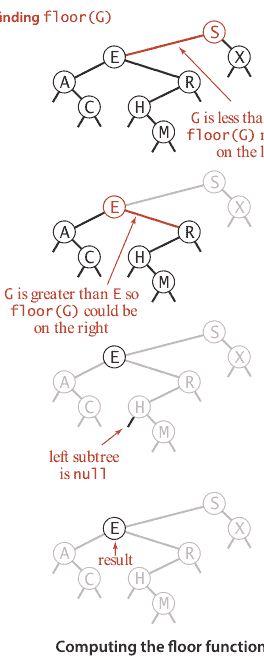 finding floor(G)
S
E
X
A
R
C
H
M
G is less tha
floor(G)
on the l
S
E
X
A
R
C
H
M
G is greater than E so
floor(G) could be
on the right
S
E
X
A
R
C
H
M
left subtree
is null
S
E
X
A
R
C
H
M
result
Computing the floor function